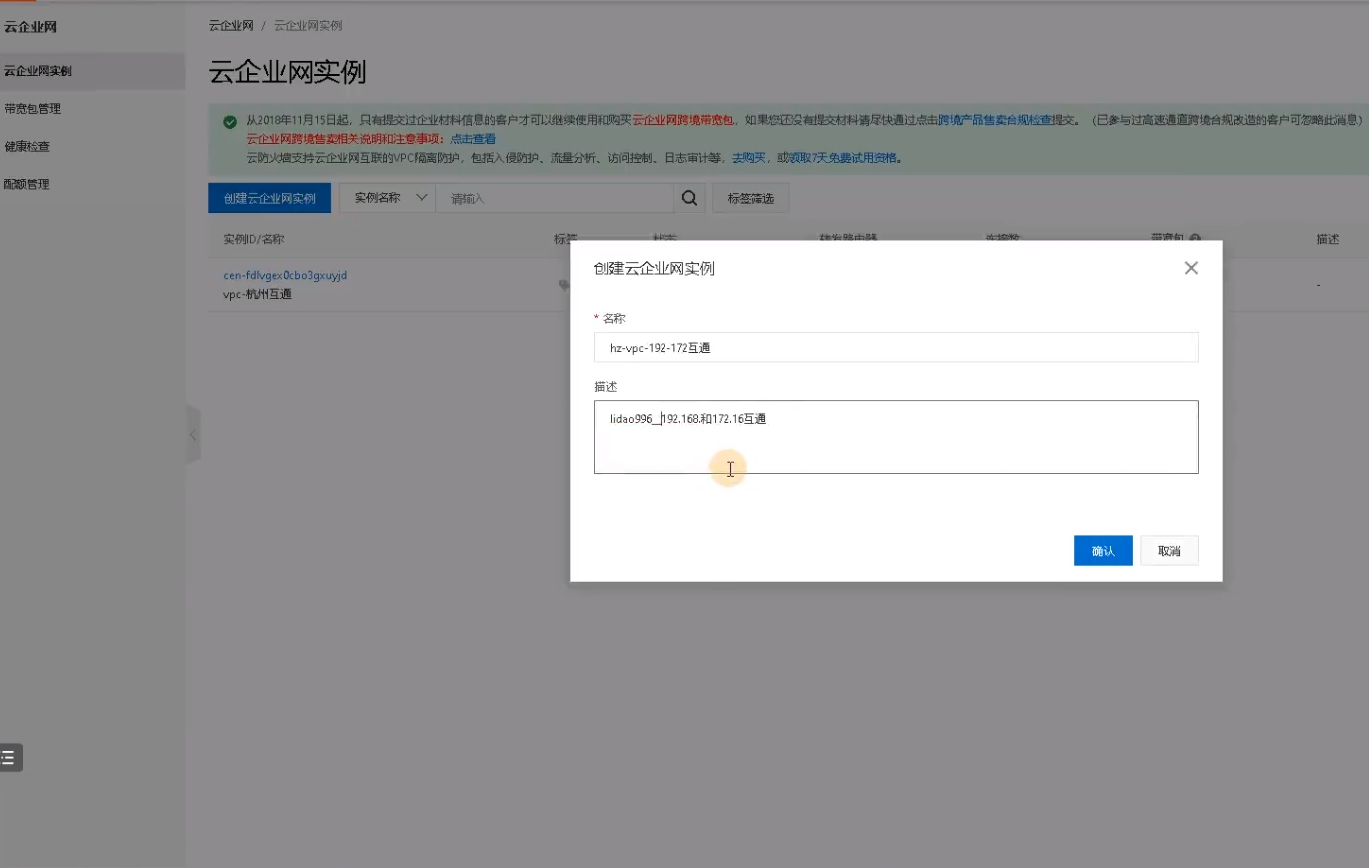 云企业网
云企业网 / 云企业网实例
云企业网实例
云企业网实例
带宽包管理
健康检查
配额管理
从2018年11月15日起，只有提交过企业材料信息的客户才可以继续使用和购买云企业网跨境带宽包，如果您还没有提交材料请尽快通过点击跨境产品售卖合规检查提交。（已参与过高速通道跨境合规改造的客户可忽略此消息）
云企业网跨境售卖相关说明和注意事项：点击查看
云防火墙支持云企业网互联的VPC隔离防护，包括入侵防护、流量分析、访问控制、日志审计等，去购买，或领取7天免费试用资格。
创建云企业网实例 实例名称 请输入 标签筛选
实例ID/名称 标签 状态 转发路由器 连接数 带宽包 描述
cen-fdlvgex0cbo3gxuyjd
vpc-杭州互通 -
创建云企业网实例
* 名称
hz-vpc-192-172互通
描述
lidao996_192.168.和172.16互通
确认 取消